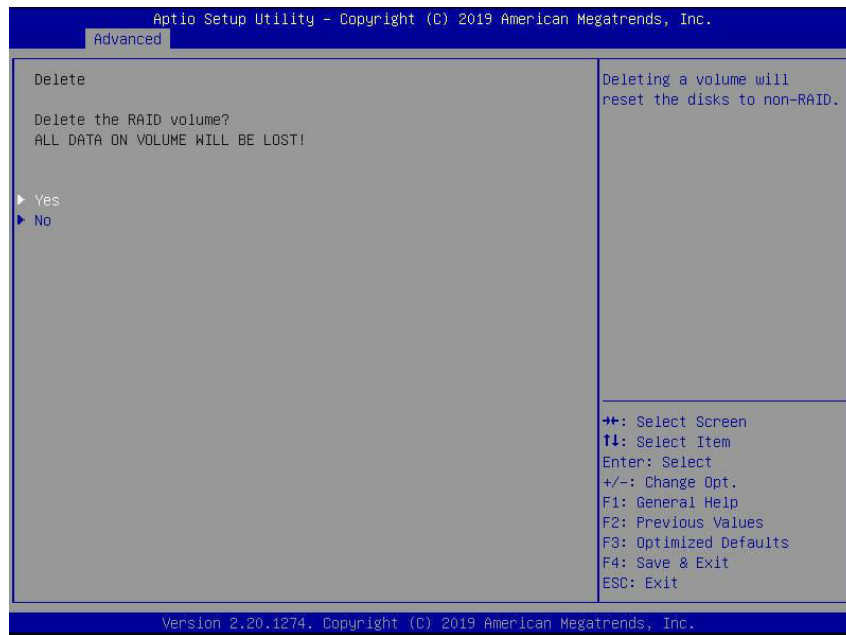 Aptio Setup Utility – Copyright (C) 2019 American Megatrends, Inc.
Advanced
Delete
Delete the RAID volume?
ALL DATA ON VOLUME WILL BE LOST!
Yes
No
Deleting a volume will
reset the disks to non-RAID.
→←: Select Screen
↑↓: Select Item
Enter: Select
+/-: Change Opt.
F1: General Help
F2: Previous Values
F3: Optimized Defaults
F4: Save & Exit
ESC: Exit
Version 2.20.1274. Copyright (C) 2019 American Megatrends, Inc.